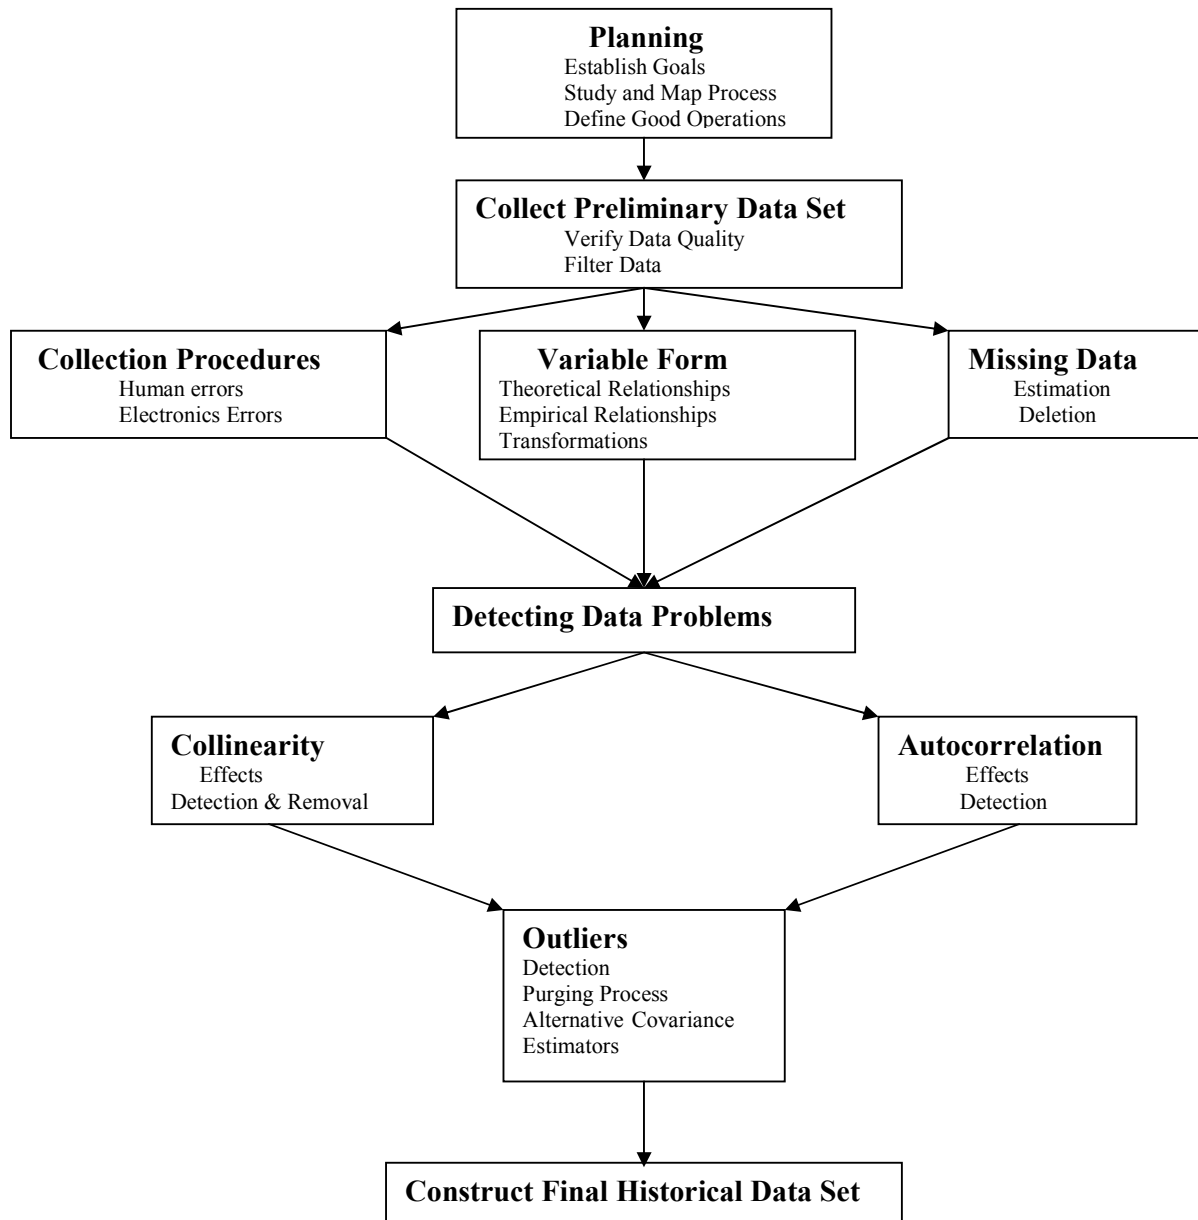 Planning
Establish Goals
Study and Map Process
Define Good Operations
Collect Preliminary Data Set
Verify Data Quality
Filter Data
Collection Procedures
Human errors
Electronics Errors
Variable Form
Theoretical Relationships
Empirical Relationships
Transformations
Missing Data
Estimation
Deletion
Detecting Data Problems
Collinearity
Effects
Detection & Removal
Autocorrelation
Effects
Detection
Outliers
Detection
Purging Process
Alternative Covariance
Estimators
Construct Final Historical Data Set